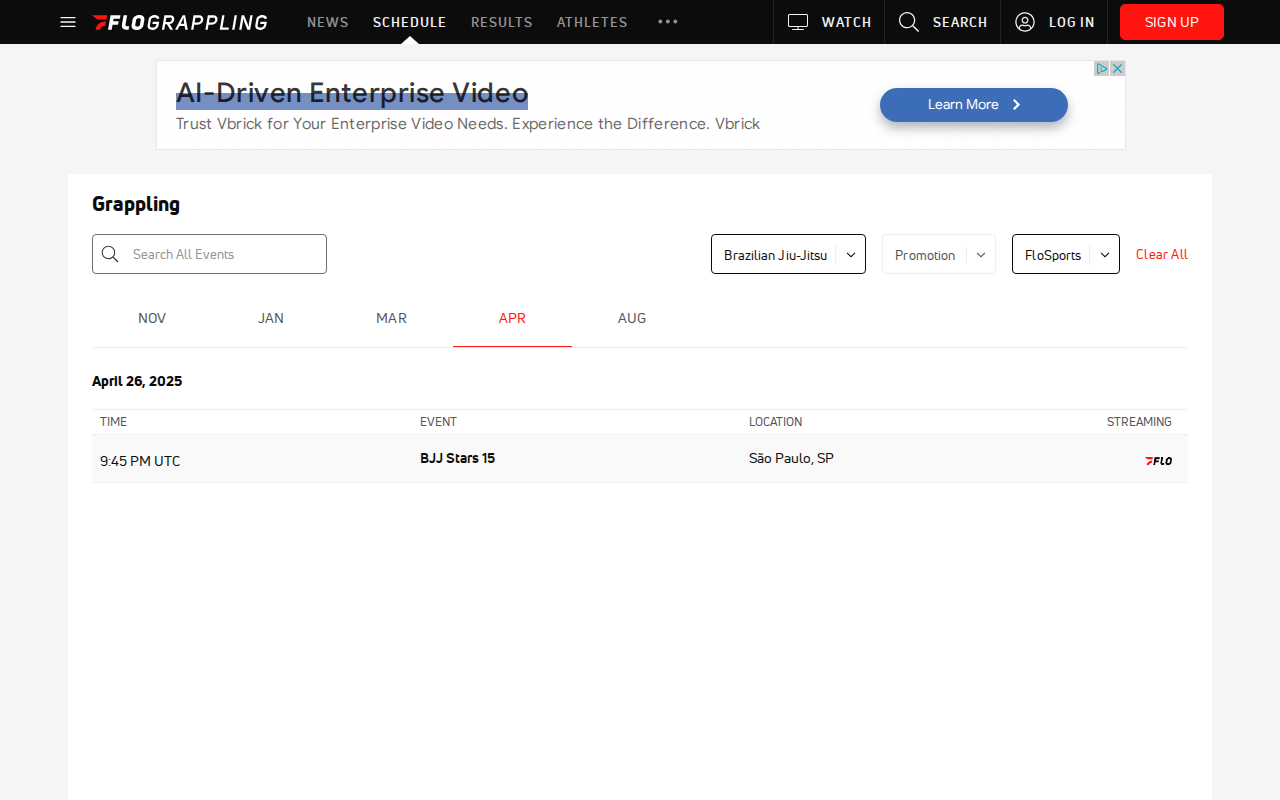 FLOGRAPPLING NEWS SCHEDULE RESULTS ATHLETES WATCH SEARCH LOG IN SIGN UP
AI-Driven Enterprise Video
Trust Vbrick for Your Enterprise Video Needs. Experience the Difference. Vbrick
Learn More
Grappling
Search All Events
Brazilian Jiu-Jitsu Promotion FloSports Clear All
NOV JAN MAR APR AUG
April 26, 2025
TIME EVENT LOCATION STREAMING
9:45 PM UTC BJJ Stars 15 São Paulo, SP FLO